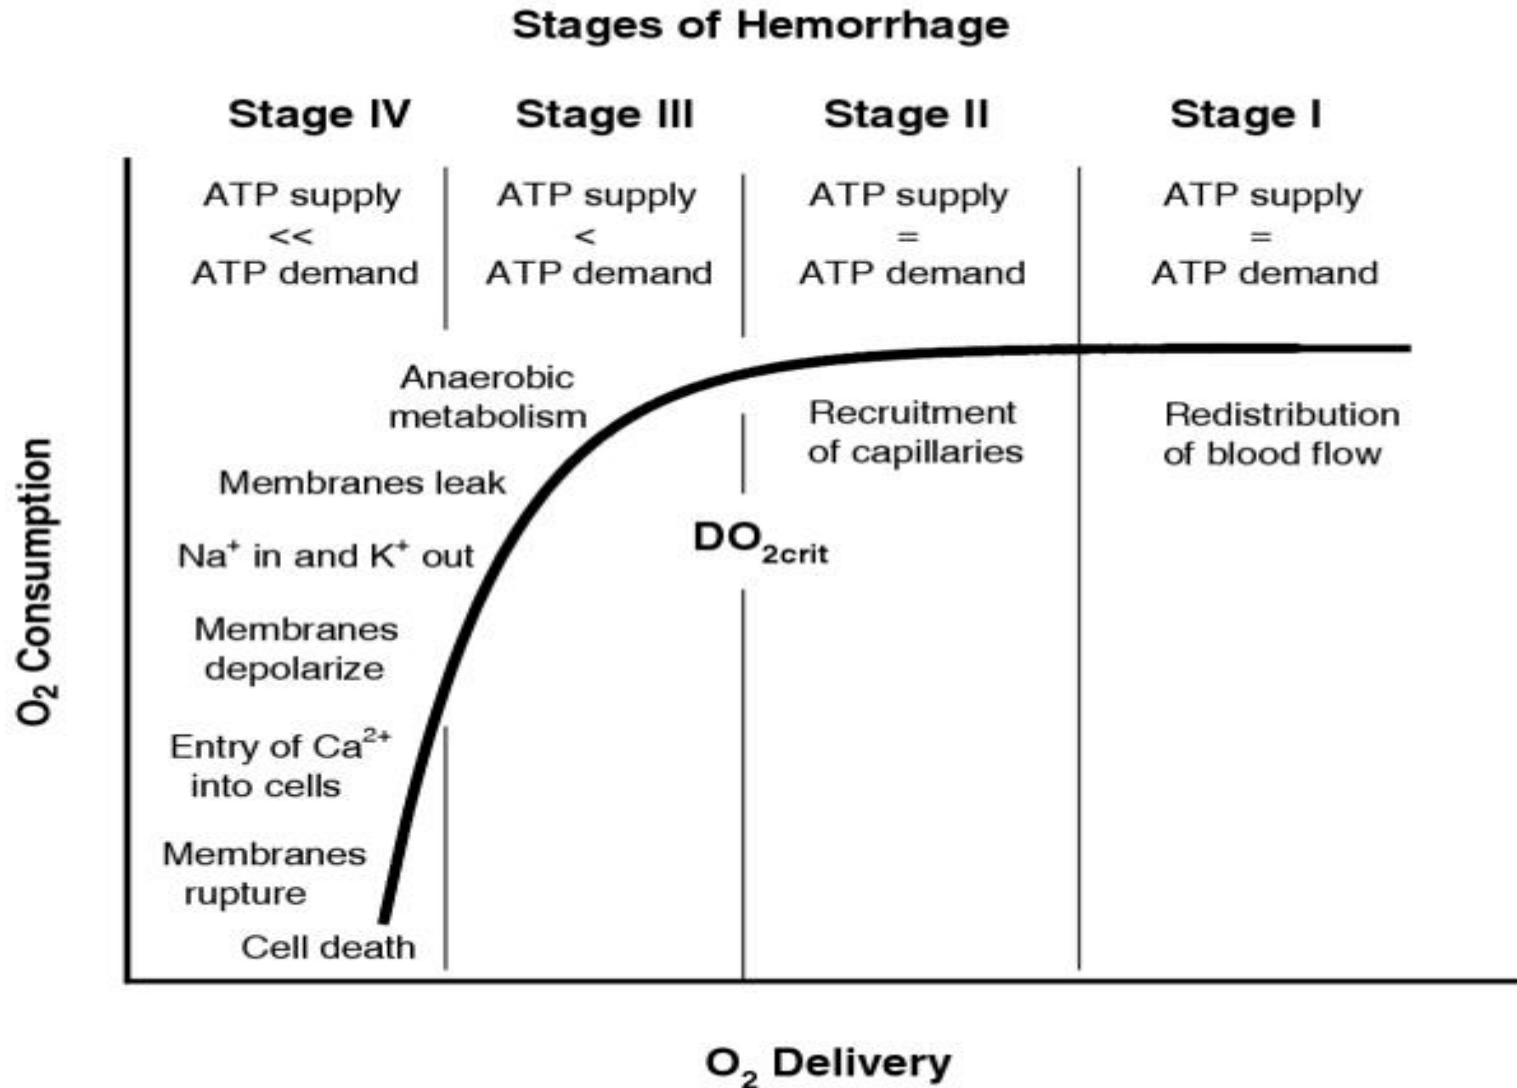 Stages of Hemorrhage
Stage IV Stage III Stage II Stage I
ATP supply ATP supply ATP supply ATP supply
<< < = =
ATP demand ATP demand ATP demand ATP demand
Anaerobic
metabolism
Recruitment
of capillaries
Redistribution
of blood flow
Membranes leak
DO₂crit
Na⁺ in and K⁺ out
Membranes
depolarize
Entry of Ca²⁺
into cells
Membranes
rupture
Cell death
O₂ Consumption
O₂ Delivery